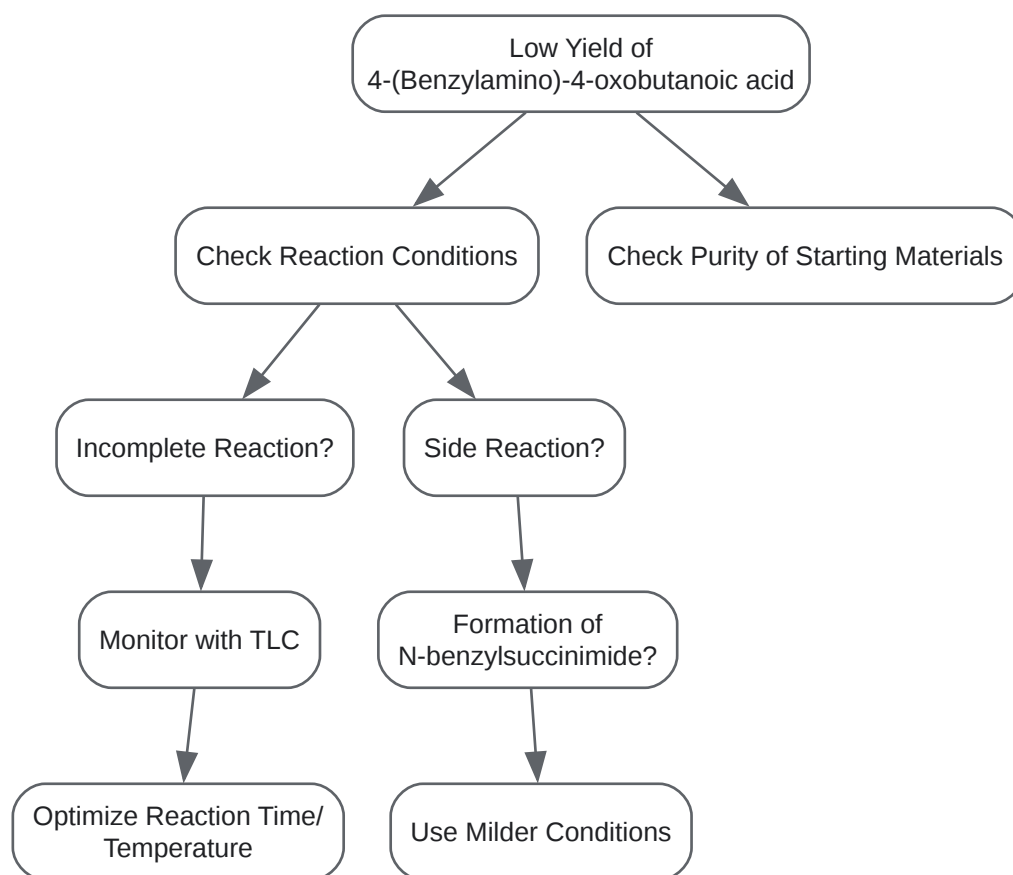 Low Yield of
4-(Benzylamino)-4-oxobutanoic acid
Check Reaction Conditions
Check Purity of Starting Materials
Incomplete Reaction?
Side Reaction?
Monitor with TLC
Formation of
N-benzylsuccinimide?
Optimize Reaction Time/
Temperature
Use Milder Conditions